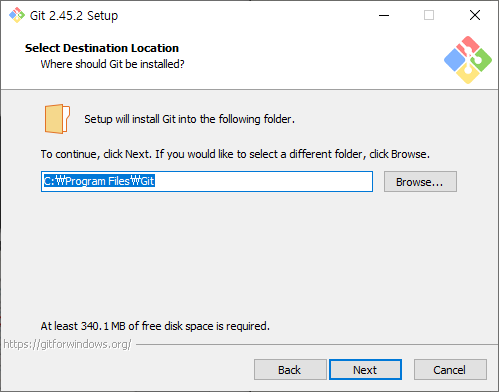 Git 2.45.2 Setup
Select Destination Location
Where should Git be installed?
Setup will install Git into the following folder.
To continue, click Next. If you would like to select a different folder, click Browse.
C:₩Program Files₩Git
Browse...
At least 340.1 MB of free disk space is required.
https://gitforwindows.org/
Back
Next
Cancel